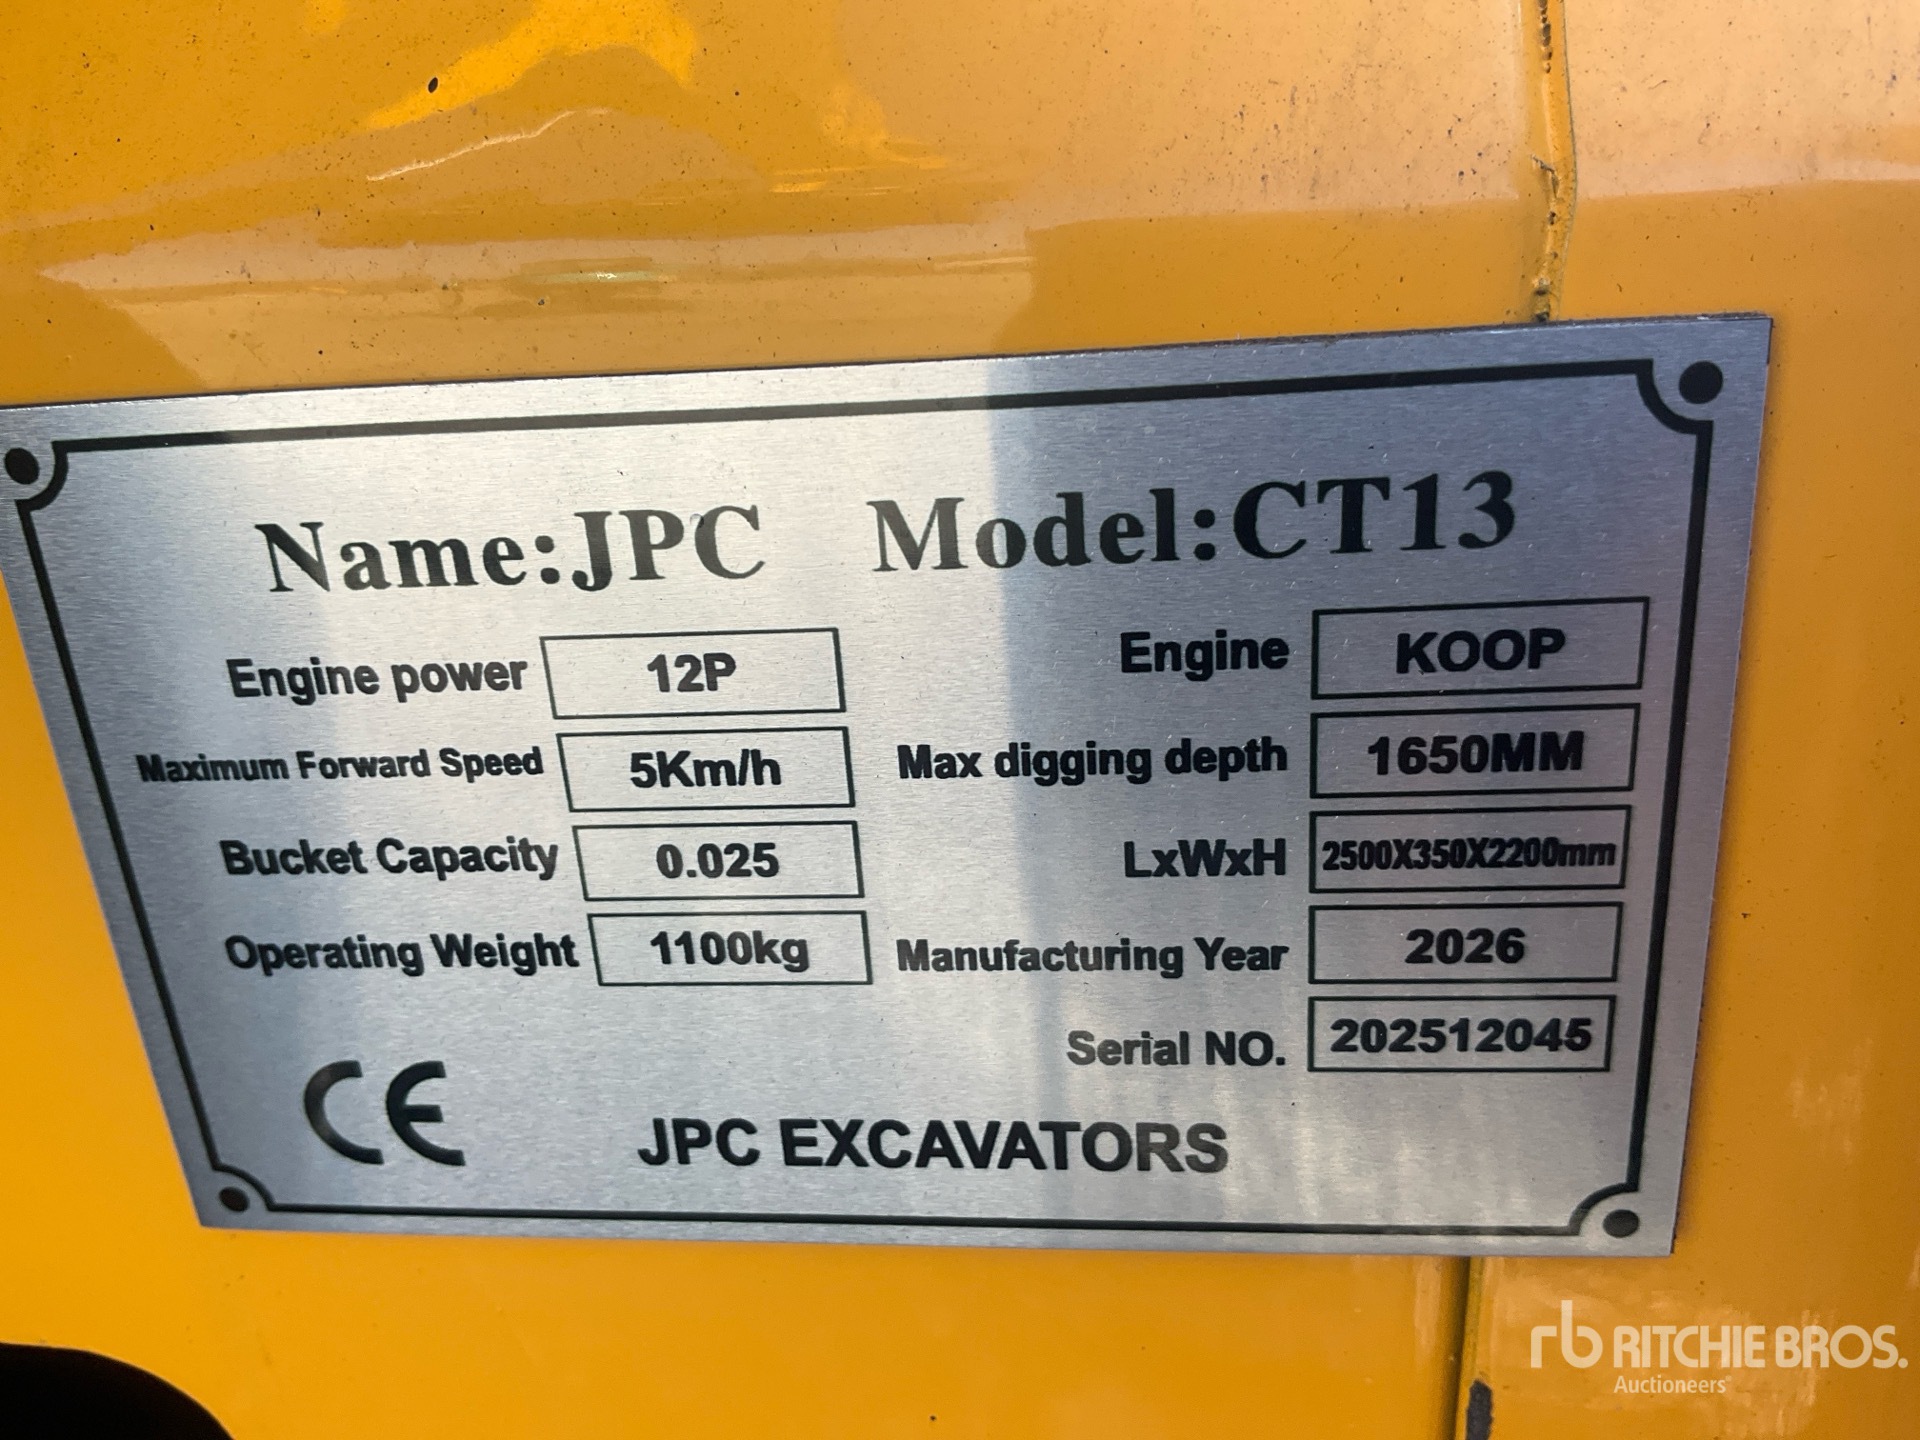 Name:JPC Model:CT13
Engine power 12P Engine KOOP
Maximum Forward Speed 5Km/h Max digging depth 1650MM
Bucket Capacity 0.025 LxWxH 2500X350X2200mm
Operating Weight 1100kg Manufacturing Year 2026
Serial NO. 202512045
CE JPC EXCAVATORS
rb RITCHIE BROS.
Auctioneers